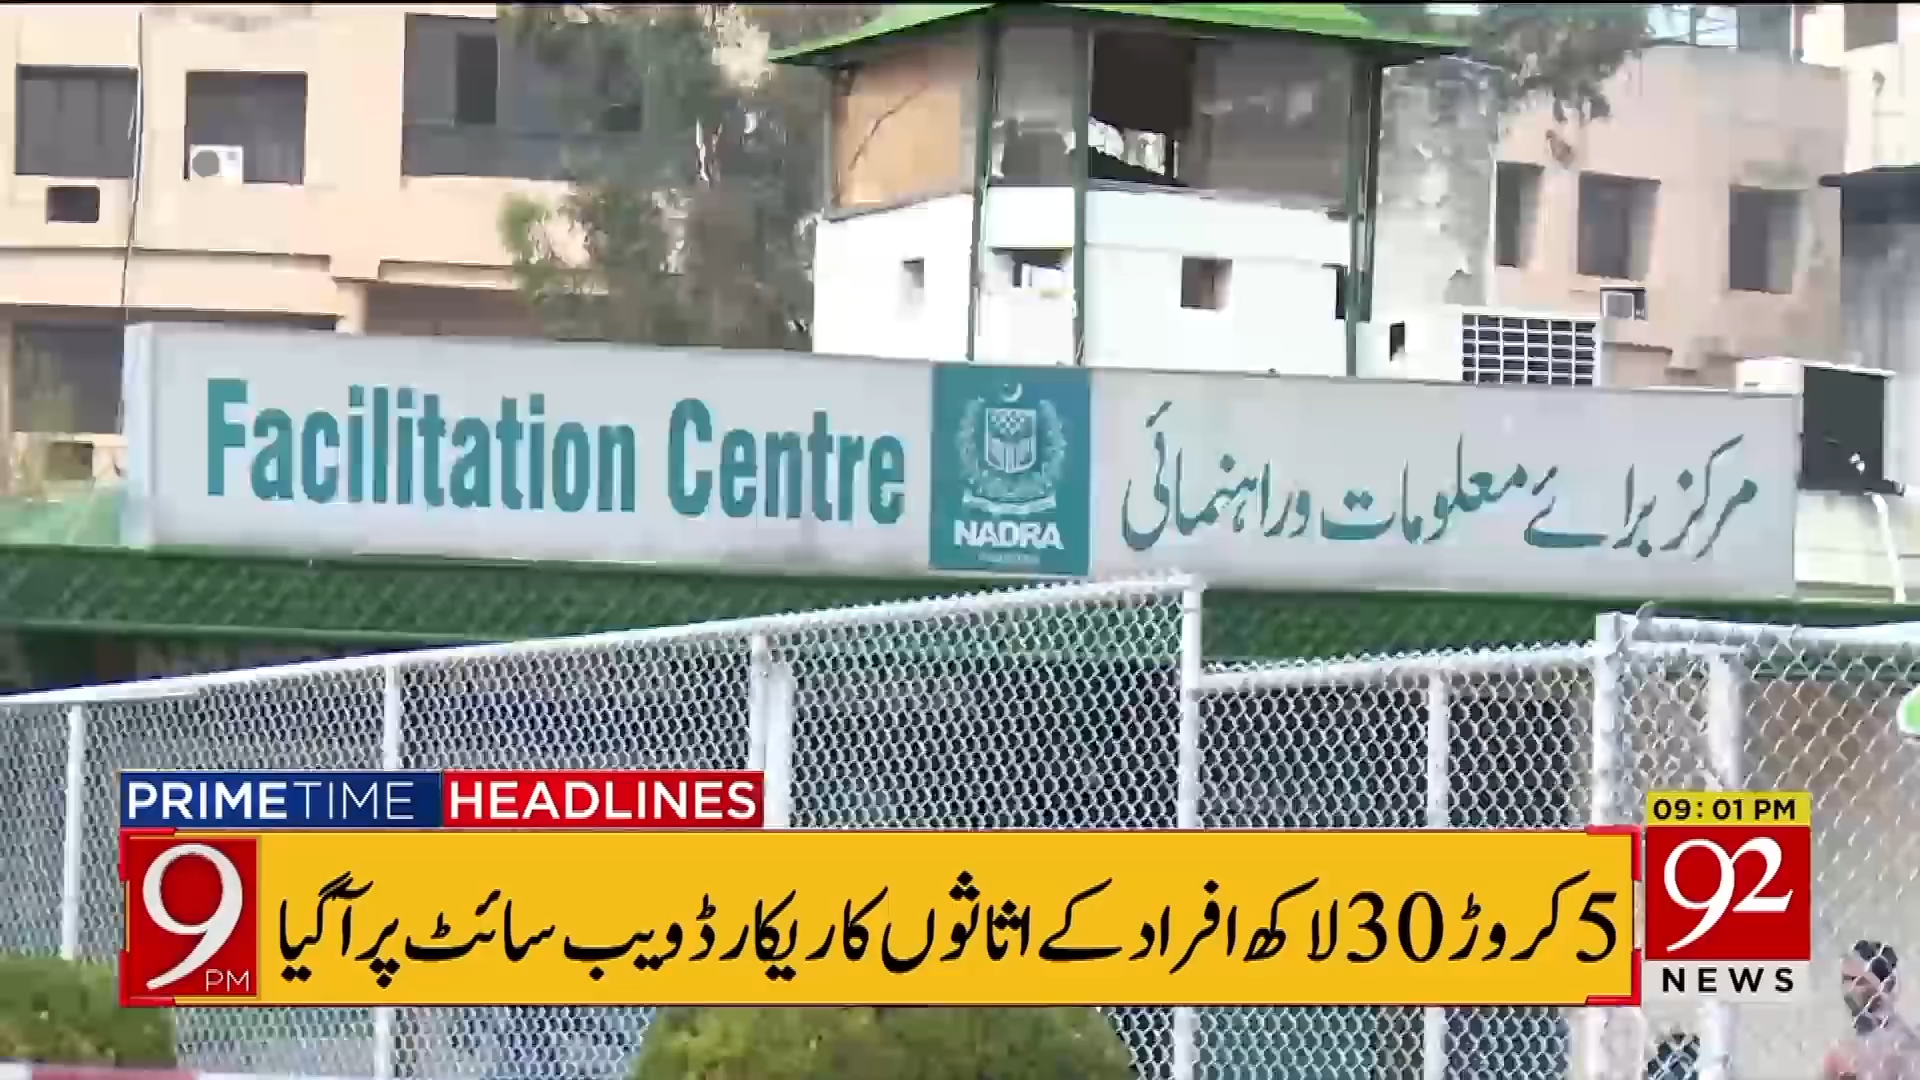 Facilitation Centre
NADRA
مرکز برائے معلومات و راہنمائی
PRIMETIME HEADLINES
09:01 PM
9 PM
5 کروڑ 30 لاکھ افراد کے اثاثوں کا ریکارڈ ویب سائٹ پر آگیا
92
NEWS